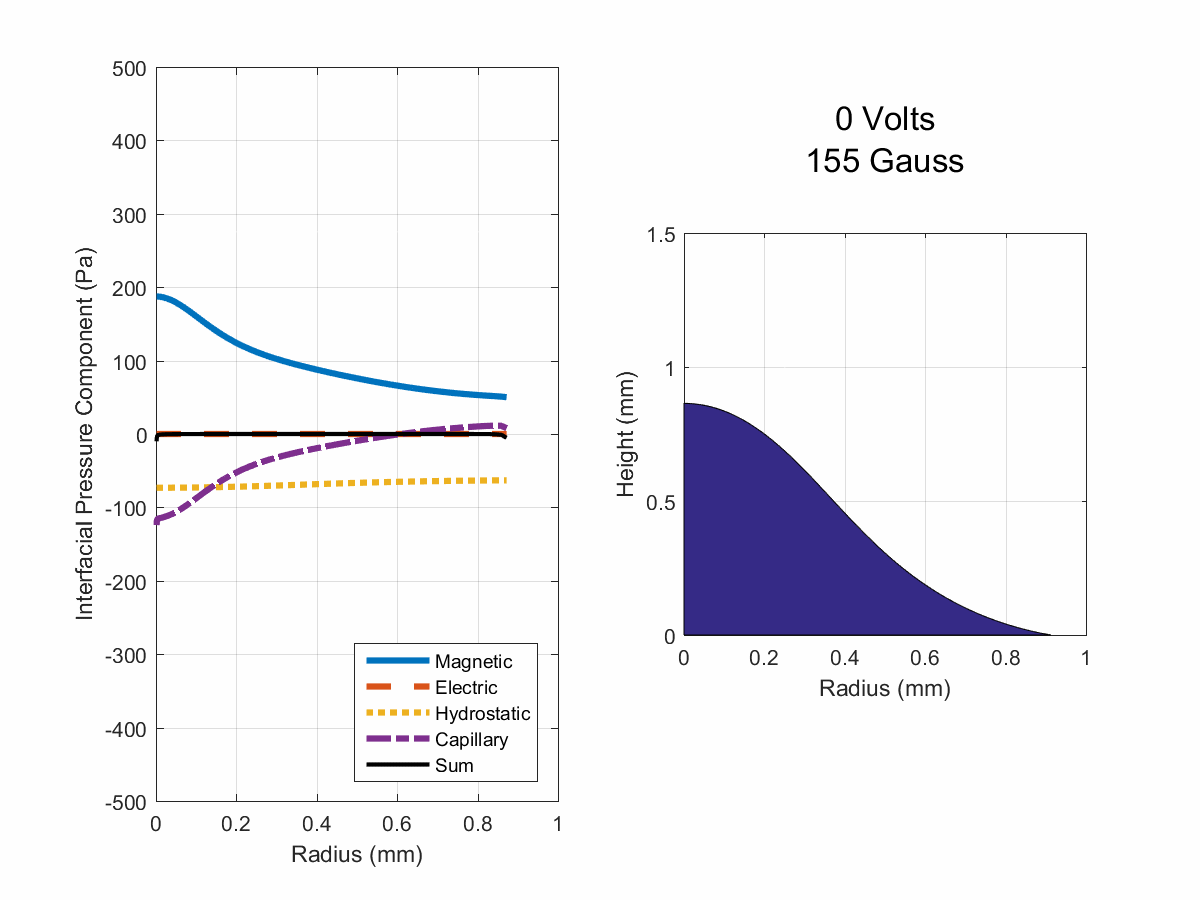 500
400
300
200
100
0
-100
-200
-300
-400
-500
Interfacial Pressure Component (Pa)
0 0.2 0.4 0.6 0.8 1
Radius (mm)
Magnetic
Electric
Hydrostatic
Capillary
Sum
0 Volts
155 Gauss
1.5
1
0.5
0
Height (mm)
0 0.2 0.4 0.6 0.8 1
Radius (mm)